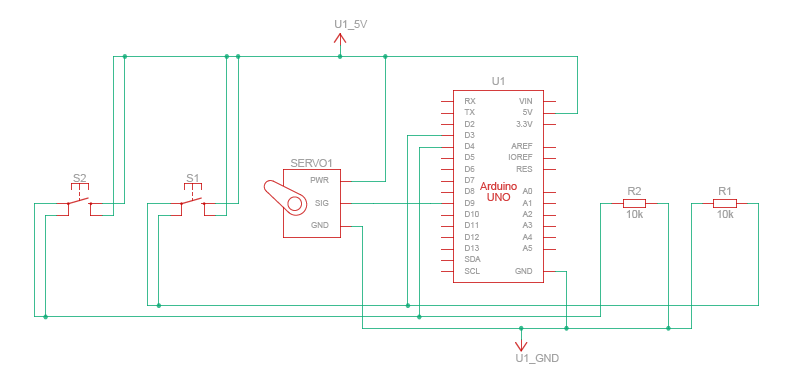 U1_5V
U1
RX VIN
TX 5V
D2 3.3V
D3
D4 AREF
D5 IOREF
D6 RES
D7
D8 A0
D9 A1
D10 A2
D11 A3
D12 A4
D13 A5
SDA
SCL GND
Arduino
UNO
S2
S1
SERVO1
PWR
SIG
GND
R2
10k
R1
10k
U1_GND